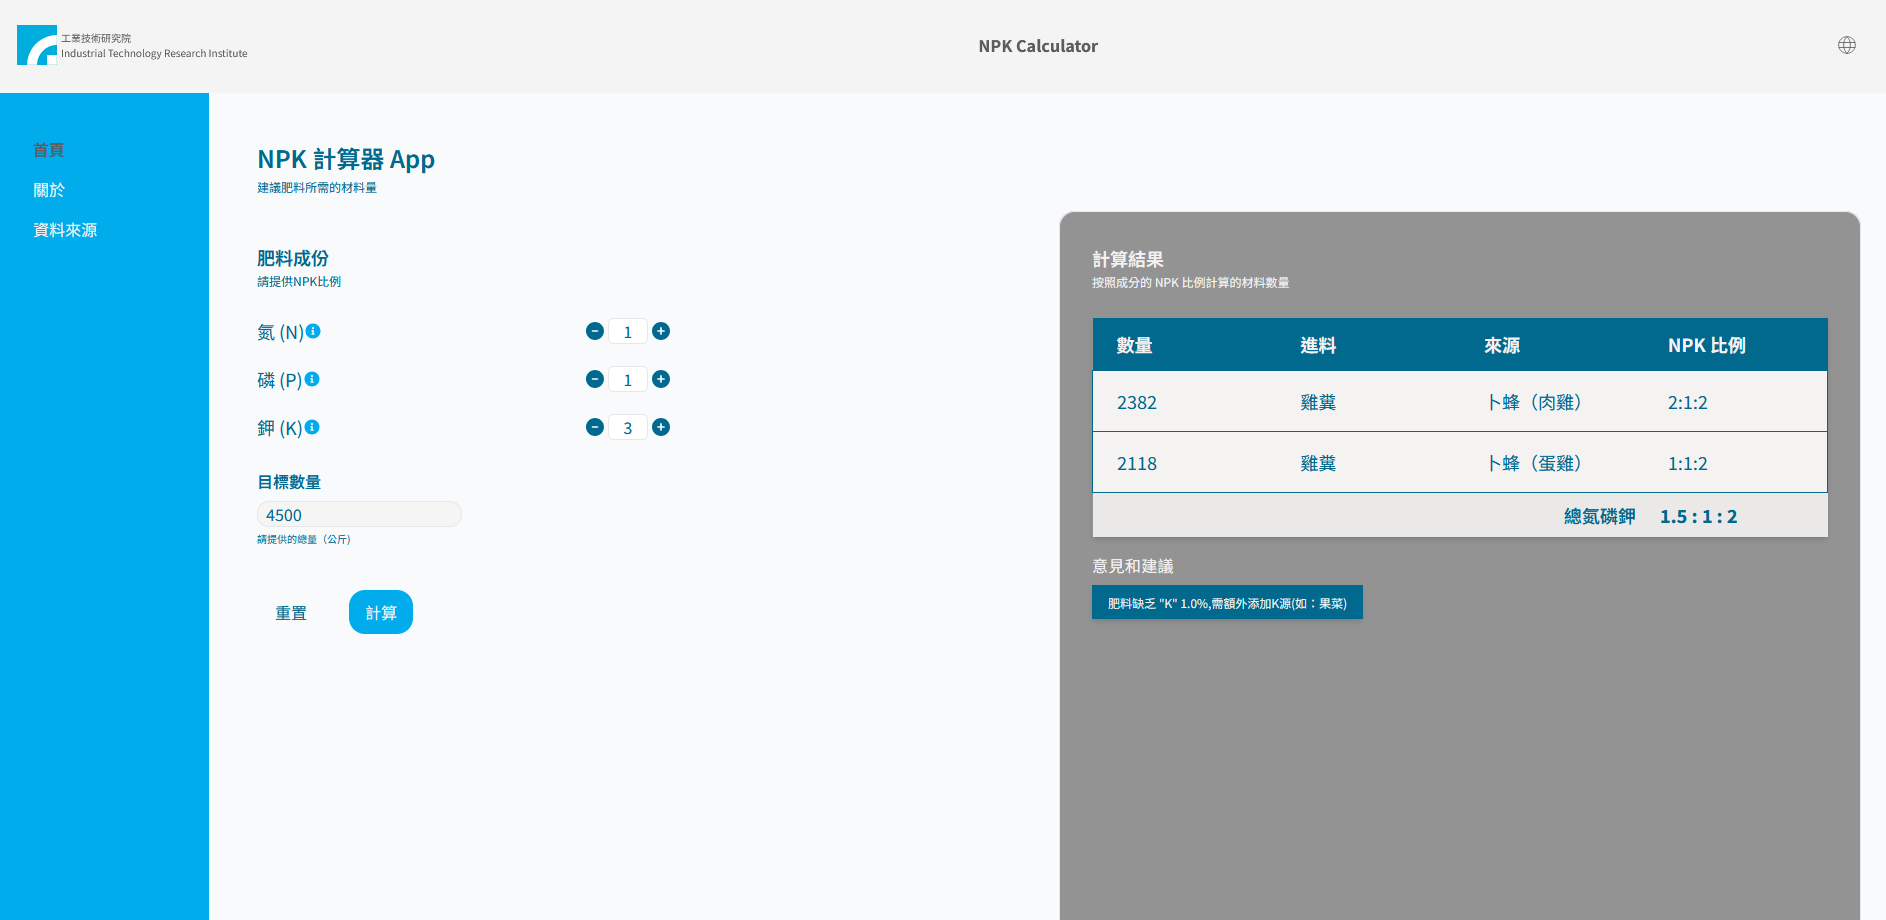 工業技術研究院
Industrial Technology Research Institute
NPK Calculator
首頁
關於
資料來源
NPK 計算器 App
建議肥料所需的材料量
肥料成份
請提供NPK比例
氮 (N)
1
磷 (P)
1
鉀 (K)
3
目標數量
4500
請提供的總量（公斤）
重置
計算
計算結果
按照成分的 NPK 比例計算的材料數量
數量 進料 來源 NPK 比例
2382 雞糞 卜蜂（肉雞） 2:1:2
2118 雞糞 卜蜂（蛋雞） 1:1:2
總氮磷鉀 1.5 : 1 : 2
意見和建議
肥料缺乏 "K" 1.0%,需額外添加K源(如：果菜)